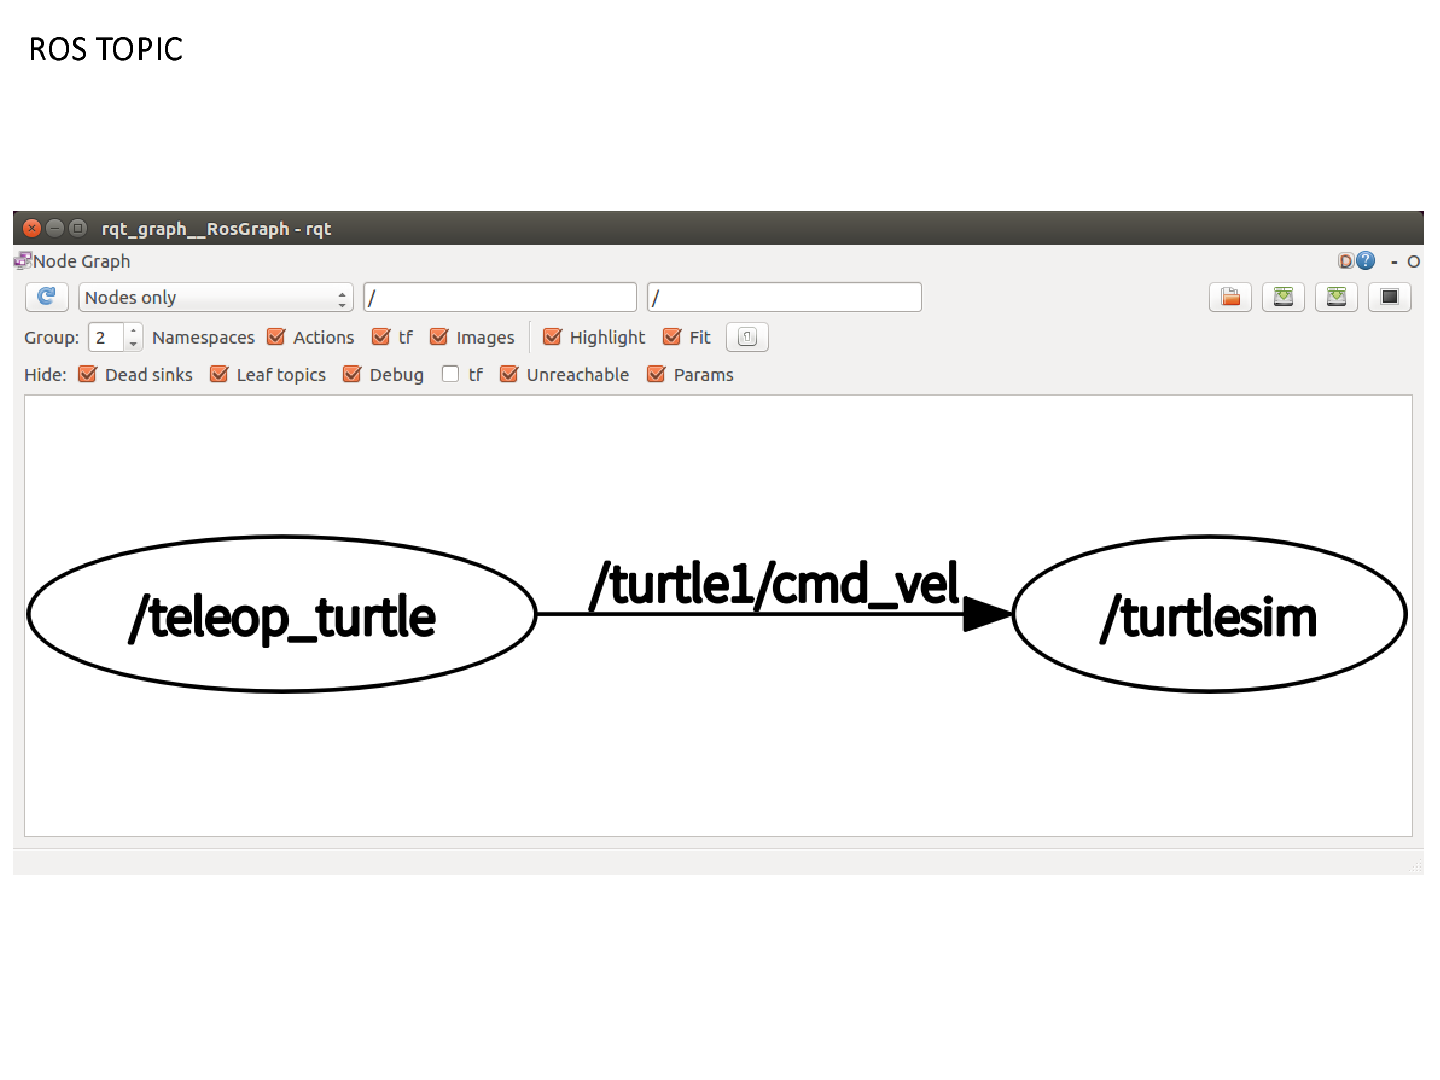 ROS TOPIC
rqt_graph__RosGraph - rqt
Node Graph
D ? - O
Nodes only / /
Group: 2 Namespaces Actions tf Images Highlight Fit
Hide: Dead sinks Leaf topics Debug tf Unreachable Params
/turtle1/cmd_vel
/teleop_turtle /turtlesim